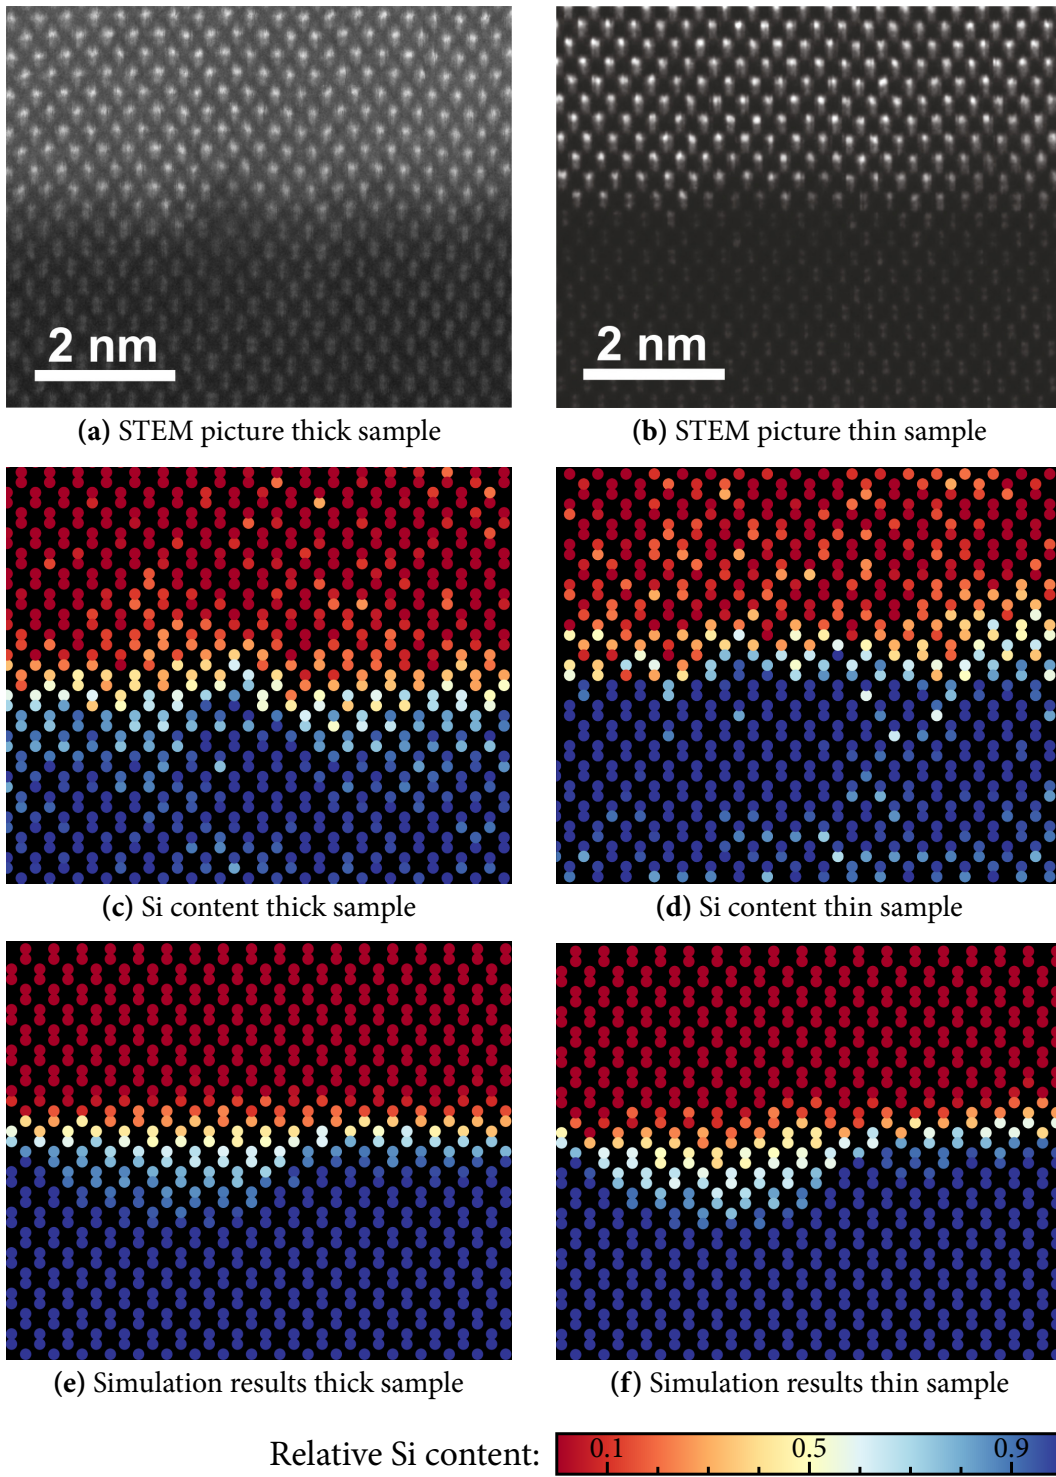 2 nm
2 nm
(a) STEM picture thick sample
(b) STEM picture thin sample
(c) Si content thick sample
(d) Si content thin sample
(e) Simulation results thick sample
(f) Simulation results thin sample
Relative Si content:
0.1 0.5 0.9